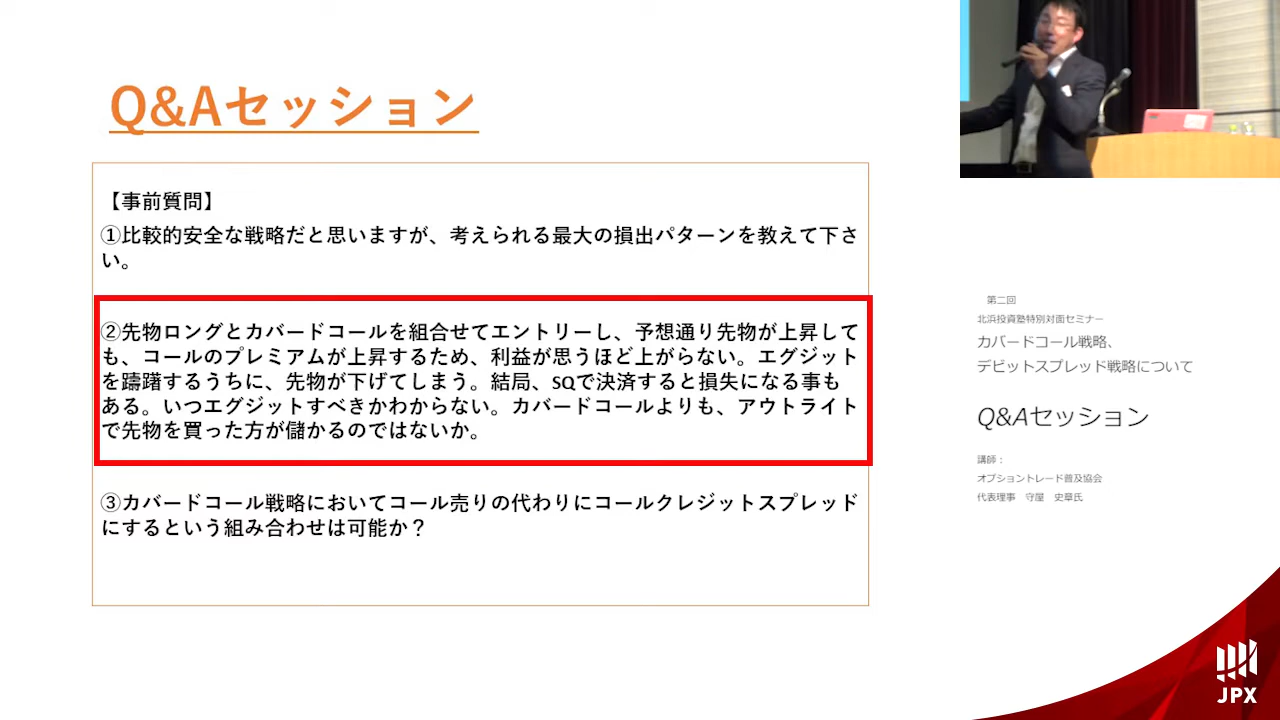 Q&Aセッション
【事前質問】
①比較的安全な戦略だと思いますが、考えられる最大の損出パターンを教えて下さ
い。
②先物ロングとカバードコールを組合せてエントリーし、予想通り先物が上昇して
も、コールのプレミアムが上昇するため、利益が思うほど上がらない。エグジット
を躊躇するうちに、先物が下げてしまう。結局、SQで決済すると損失になる事も
ある。いつエグジットすべきかわからない。カバードコールよりも、アウトライト
で先物を買った方が儲かるのではないか。
③カバードコール戦略においてコール売りの代わりにコールクレジットスプレッド
にするという組み合わせは可能か？
第二回
北浜投資塾特別対面セミナー
カバードコール戦略、
デビットスプレッド戦略について
Q&Aセッション
講師：
オプショントレード普及協会
代表理事　守屋　史章氏
JPX